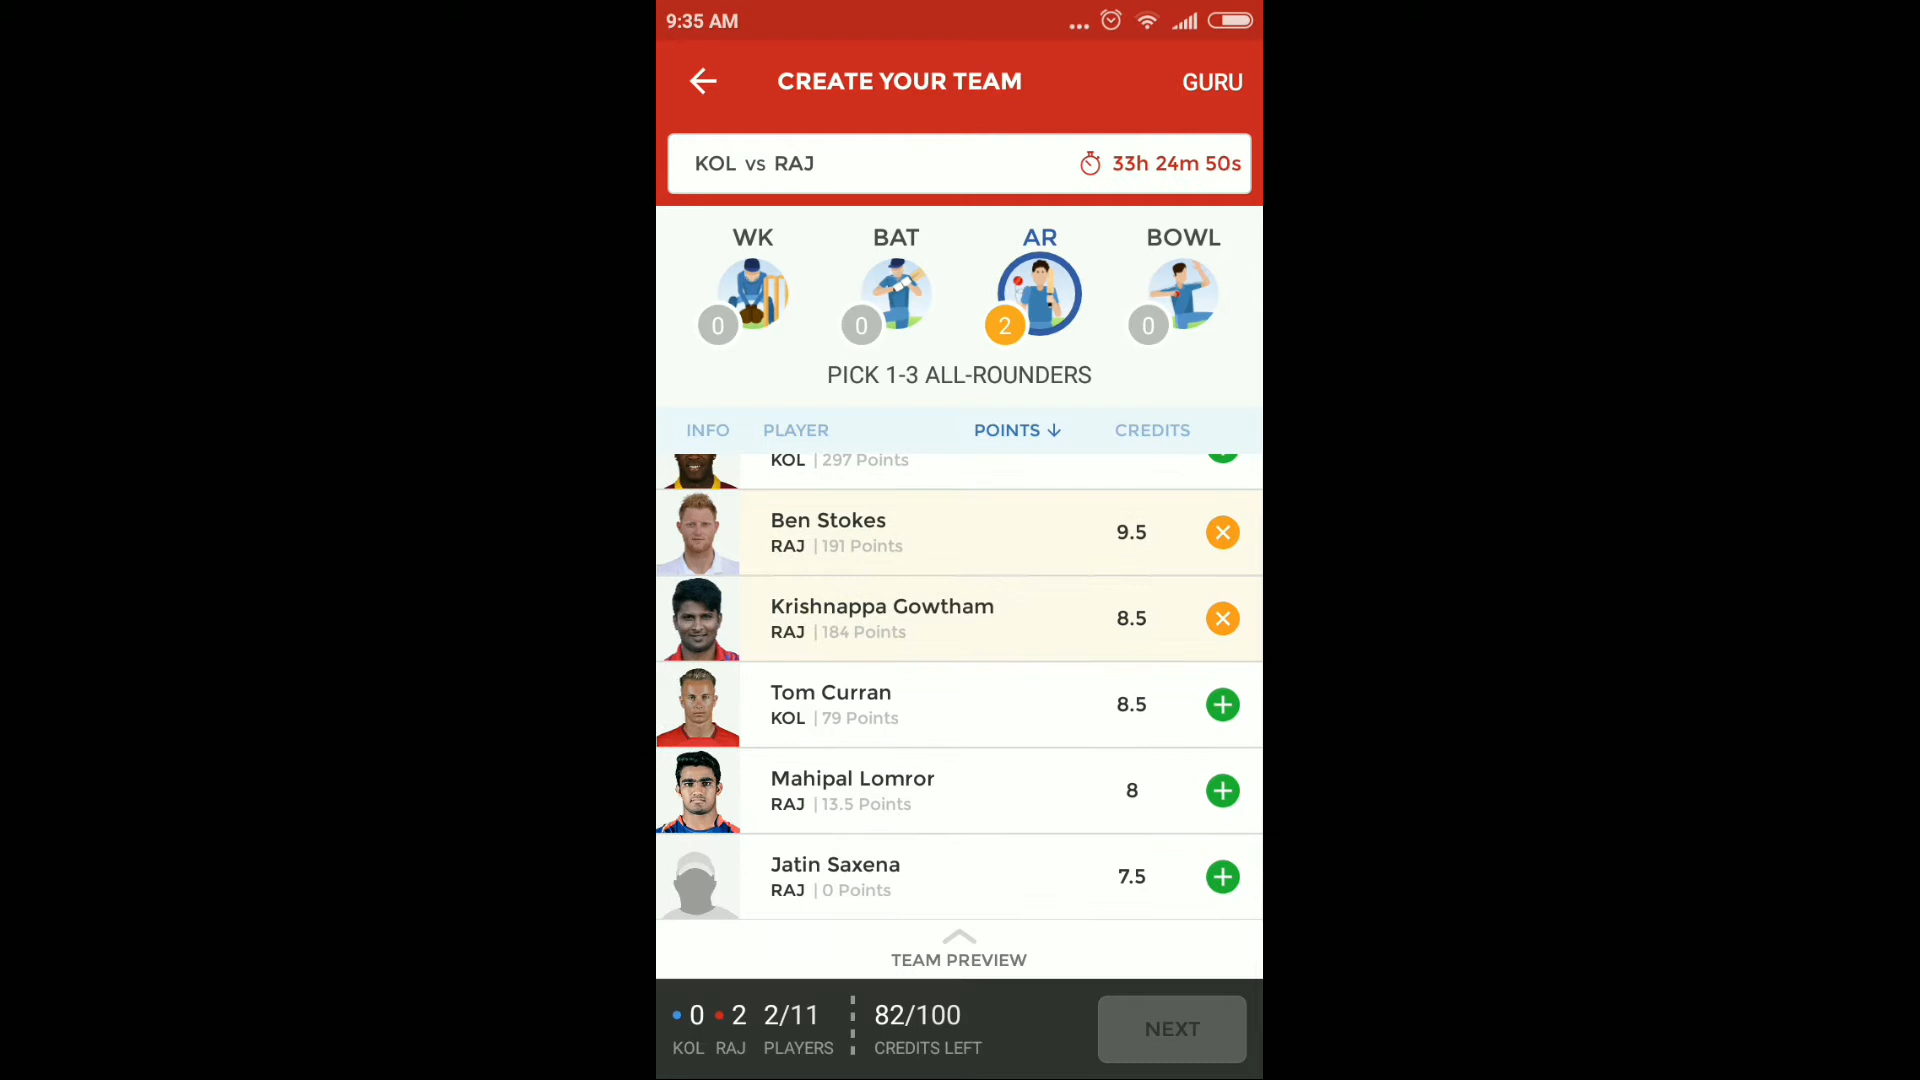 9:35 AM
CREATE YOUR TEAM
GURU
KOL vs RAJ
33h 24m 50s
WK
BAT
AR
BOWL
0
0
2
0
PICK 1-3 ALL-ROUNDERS
INFO
PLAYER
POINTS
CREDITS
KOL | 297 Points
Ben Stokes
RAJ | 191 Points
9.5
Krishnappa Gowtham
RAJ | 184 Points
8.5
Tom Curran
KOL | 79 Points
8.5
Mahipal Lomror
RAJ | 13.5 Points
8
Jatin Saxena
RAJ | 0 Points
7.5
TEAM PREVIEW
0 2 2/11 82/100
KOL RAJ PLAYERS CREDITS LEFT
NEXT